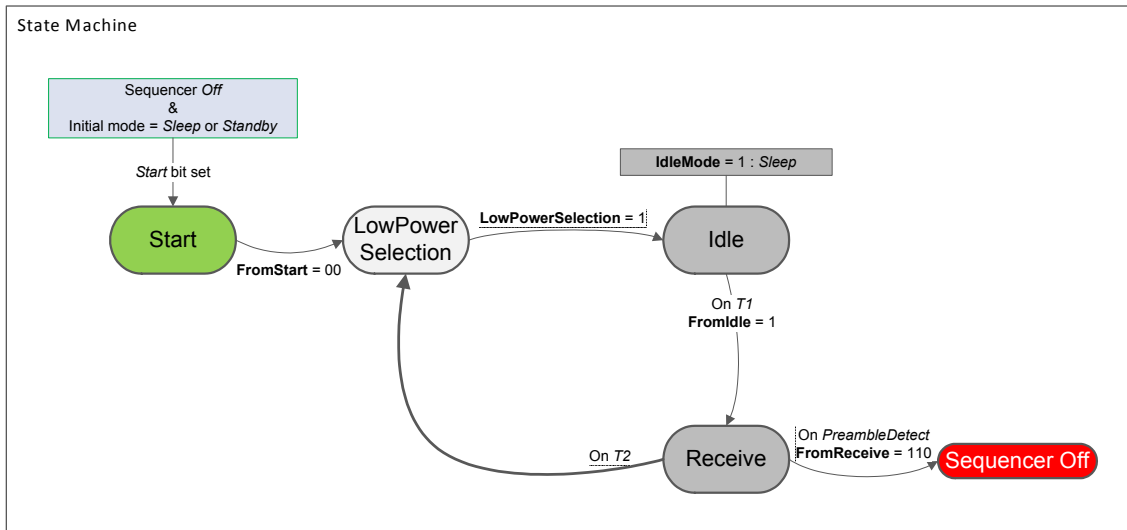 State Machine
Sequencer Off
&
Initial mode = Sleep or Standby
Start bit set
IdleMode = 1 : Sleep
Start
FromStart = 00
LowPower
Selection
LowPowerSelection = 1
Idle
On T1
FromIdle = 1
On T2
Receive
On PreambleDetect
FromReceive = 110
Sequencer Off